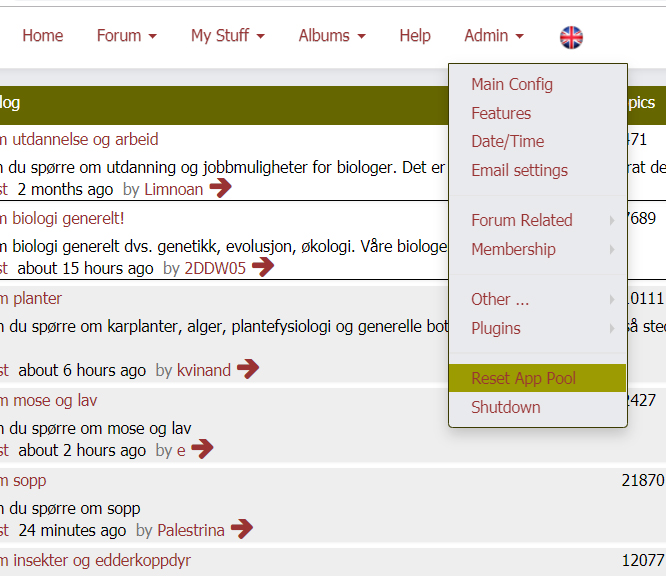 Home Forum My Stuff Albums Help Admin
Main Config
Features
Date/Time
Email settings
Forum Related
Membership
Other ...
Plugins
Reset App Pool
Shutdown
log pics
m utdannelse og arbeid 471
n du spørre om utdanning og jobbmuligheter for biologer. Det er rat de
st 2 months ago by Limnoan
m biologi generelt! 7689
m biologi generelt dvs. genetikk, evolusjon, økologi. Våre biologe
st about 15 hours ago by 2DDW05
m planter 10111
n du spørre om karplanter, alger, plantefysiologi og generelle bot så sted
st about 6 hours ago by kvinand
m mose og lav 2427
n du spørre om mose og lav
st about 2 hours ago by e
m sopp 21870
n du spørre om sopp
st 24 minutes ago by Palestrina
m insekter og edderkoppdyr 12077